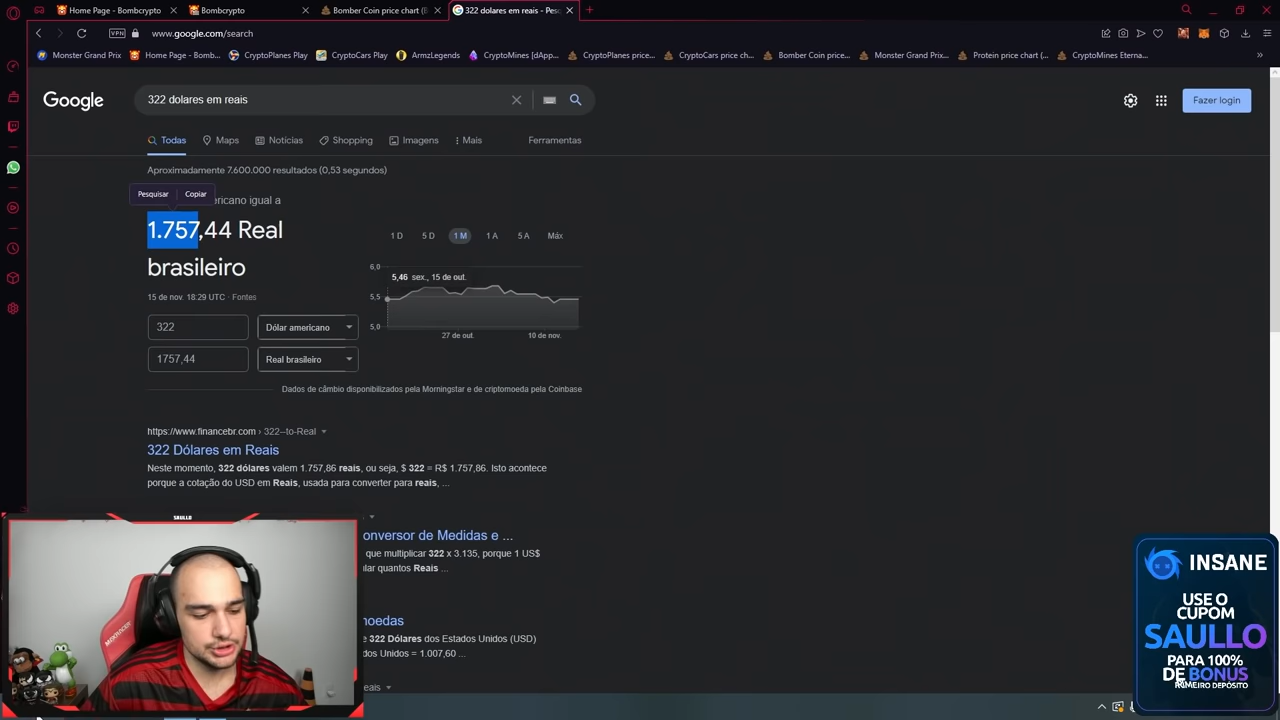 Home Page - Bombcrypto
Bombcrypto
Bomber Coin price chart (B
322 dolares em reais - Pesq
VPN
www.google.com/search
Monster Grand Prix
Home Page - Bomb...
CryptoPlanes Play
CryptoCars Play
ArmzLegends
CryptoMines [dApp...
CryptoPlanes price...
CryptoCars price ch...
Bomber Coin price...
Monster Grand Prix...
Protein price chart (...
CryptoMines Eterna...
Google
322 dolares em reais
Fazer login
Todas
Maps
Notícias
Shopping
Imagens
Mais
Ferramentas
Aproximadamente 7.600.000 resultados (0,53 segundos)
Pesquisar
Copiar
ericano igual a
1.757,44 Real
brasileiro
15 de nov. 18:29 UTC · Fontes
322
Dólar americano
1757,44
Real brasileiro
1 D
5 D
1 M
1 A
5 A
Máx
6,0
5,46 sex., 15 de out.
5,5
5,0
27 de out.
10 de nov.
Dados de câmbio disponibilizados pela Morningstar e de criptomoeda pela Coinbase
https://www.financebr.com › 322--to-Real
322 Dólares em Reais
Neste momento, 322 dólares valem 1.757,86 reais, ou seja, $ 322 = R$ 1.757,86. Isto acontece
porque a cotação do USD em Reais, usada para converter para reais, ...
onversor de Medidas e ...
que multiplicar 322 x 3.135, porque 1 US$
ular quantos Reais ...
moedas
e 322 Dólares dos Estados Unidos (USD)
s Unidos = 1.007,60 ...
eais
SAULLO
MAXRACER
INSANE
USE O
CUPOM
SAULLO
PARA 100%
DE BONUS
PRIMEIRO DEPÓSITO